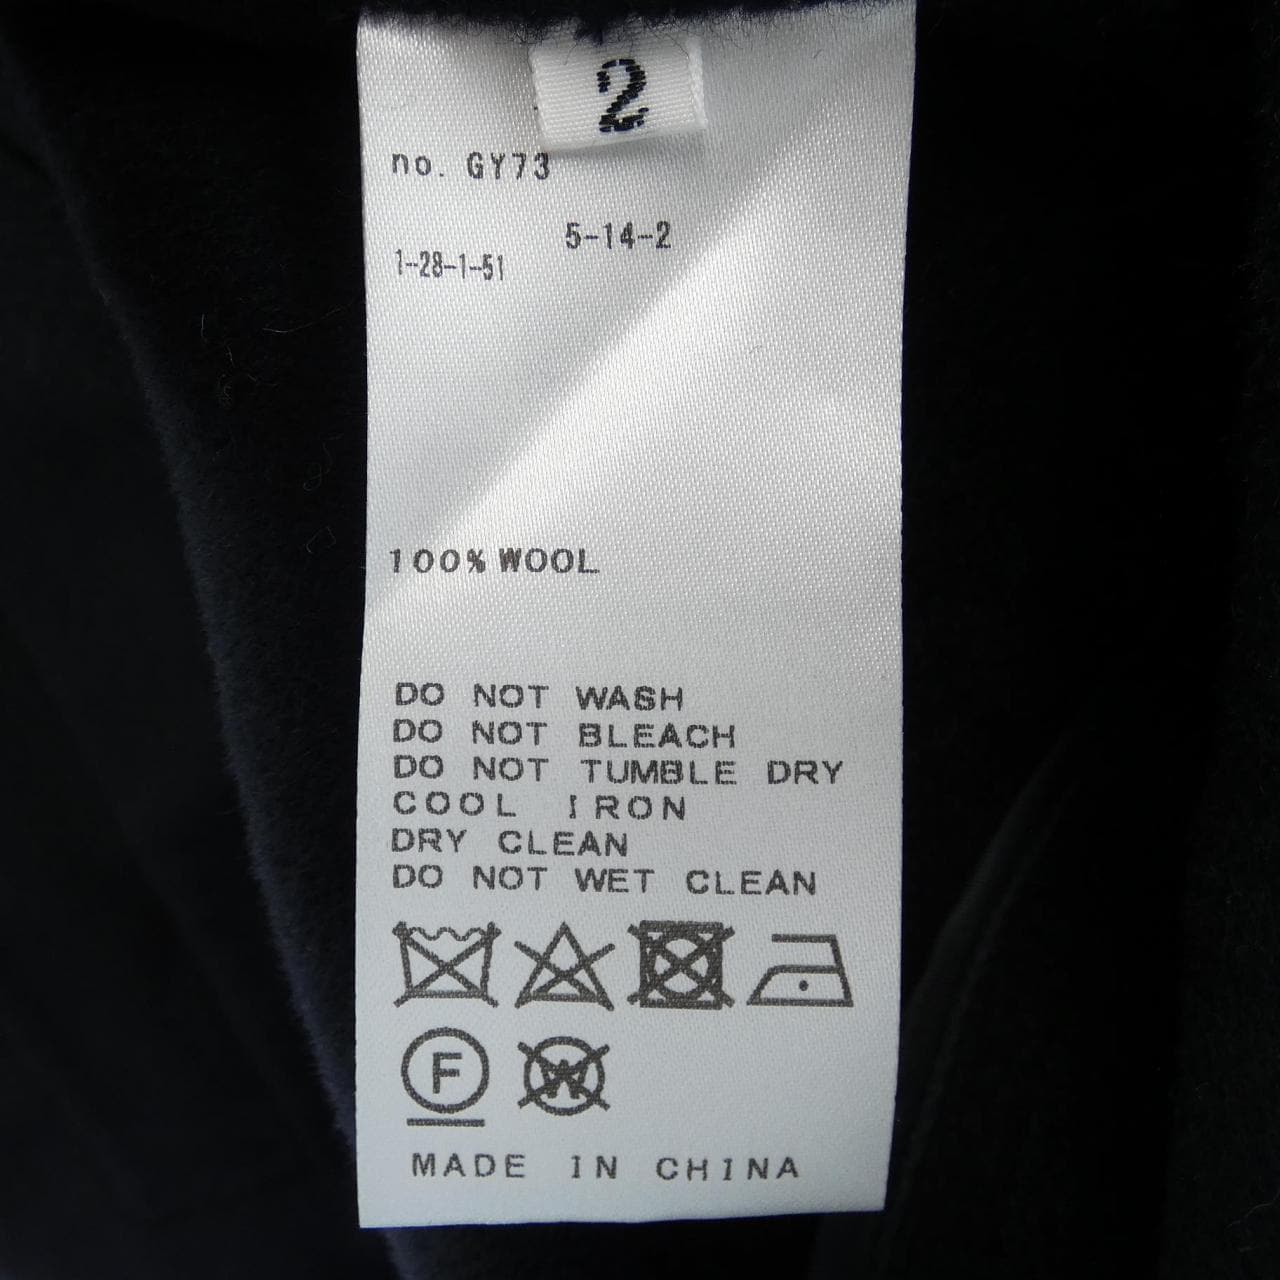 2
no. GY73
5-14-2
1-28-1-51
100% WOOL
DO NOT WASH
DO NOT BLEACH
DO NOT TUMBLE DRY
COOL IRON
DRY CLEAN
DO NOT WET CLEAN
F W
MADE IN CHINA